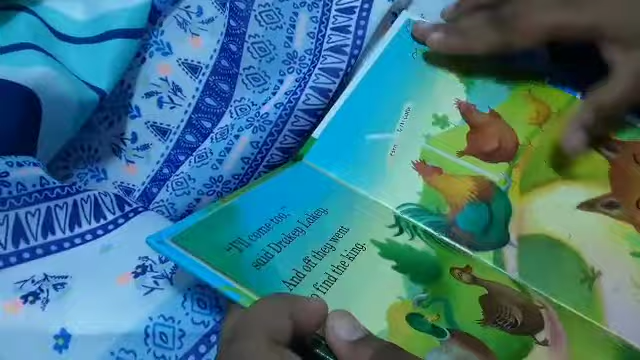 "I'll come too,"
said Drakey Lakey.
And off they went
to find the king.